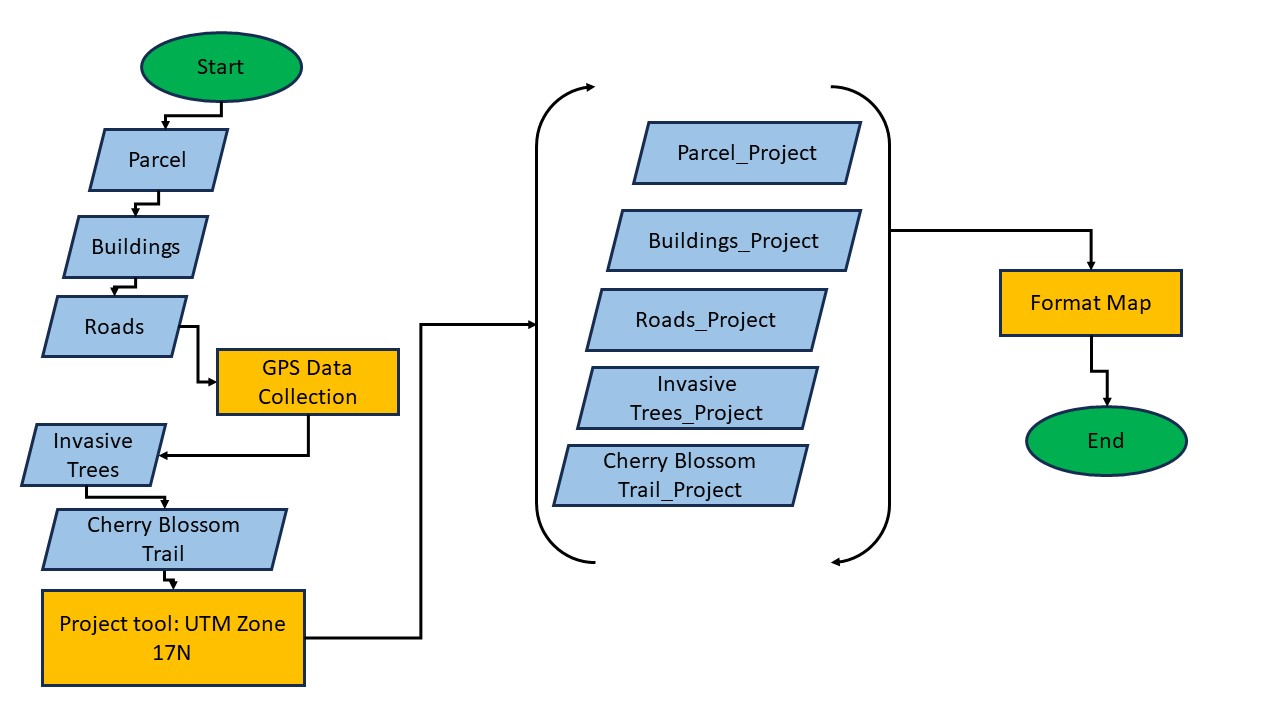 Start
Parcel
Buildings
Roads
GPS Data
Collection
Invasive
Trees
Cherry Blossom
Trail
Project tool: UTM Zone
17N
Parcel_Project
Buildings_Project
Roads_Project
Invasive
Trees_Project
Cherry Blossom
Trail_Project
Format Map
End